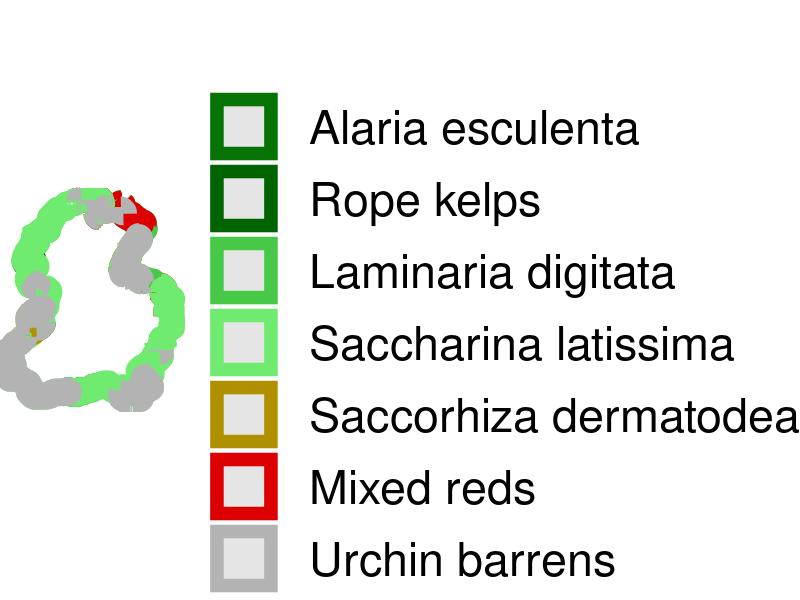 Alaria esculenta
Rope kelps
Laminaria digitata
Saccharina latissima
Saccorhiza dermatodea
Mixed reds
Urchin barrens